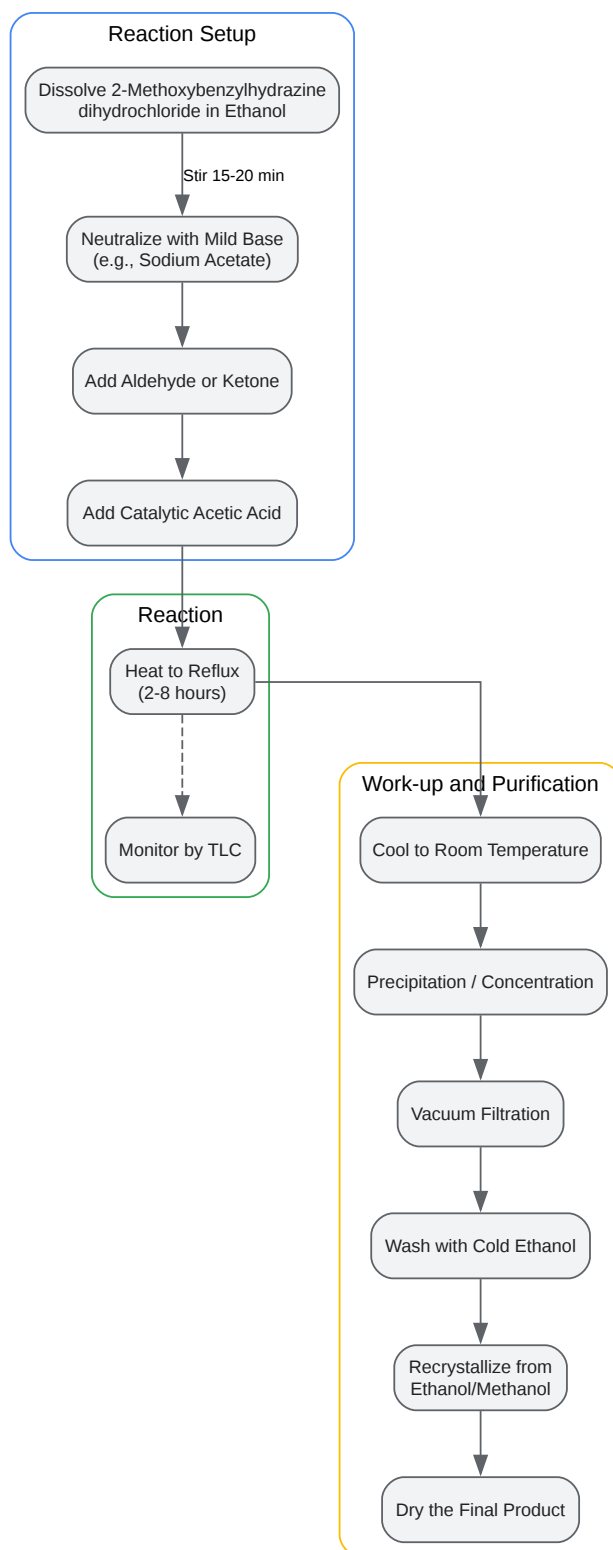 Reaction Setup
Dissolve 2-Methoxybenzylhydrazine
dihydrochloride in Ethanol
Stir 15-20 min
Neutralize with Mild Base
(e.g., Sodium Acetate)
Add Aldehyde or Ketone
Add Catalytic Acetic Acid
Reaction
Heat to Reflux
(2-8 hours)
Monitor by TLC
Work-up and Purification
Cool to Room Temperature
Precipitation / Concentration
Vacuum Filtration
Wash with Cold Ethanol
Recrystallize from
Ethanol/Methanol
Dry the Final Product